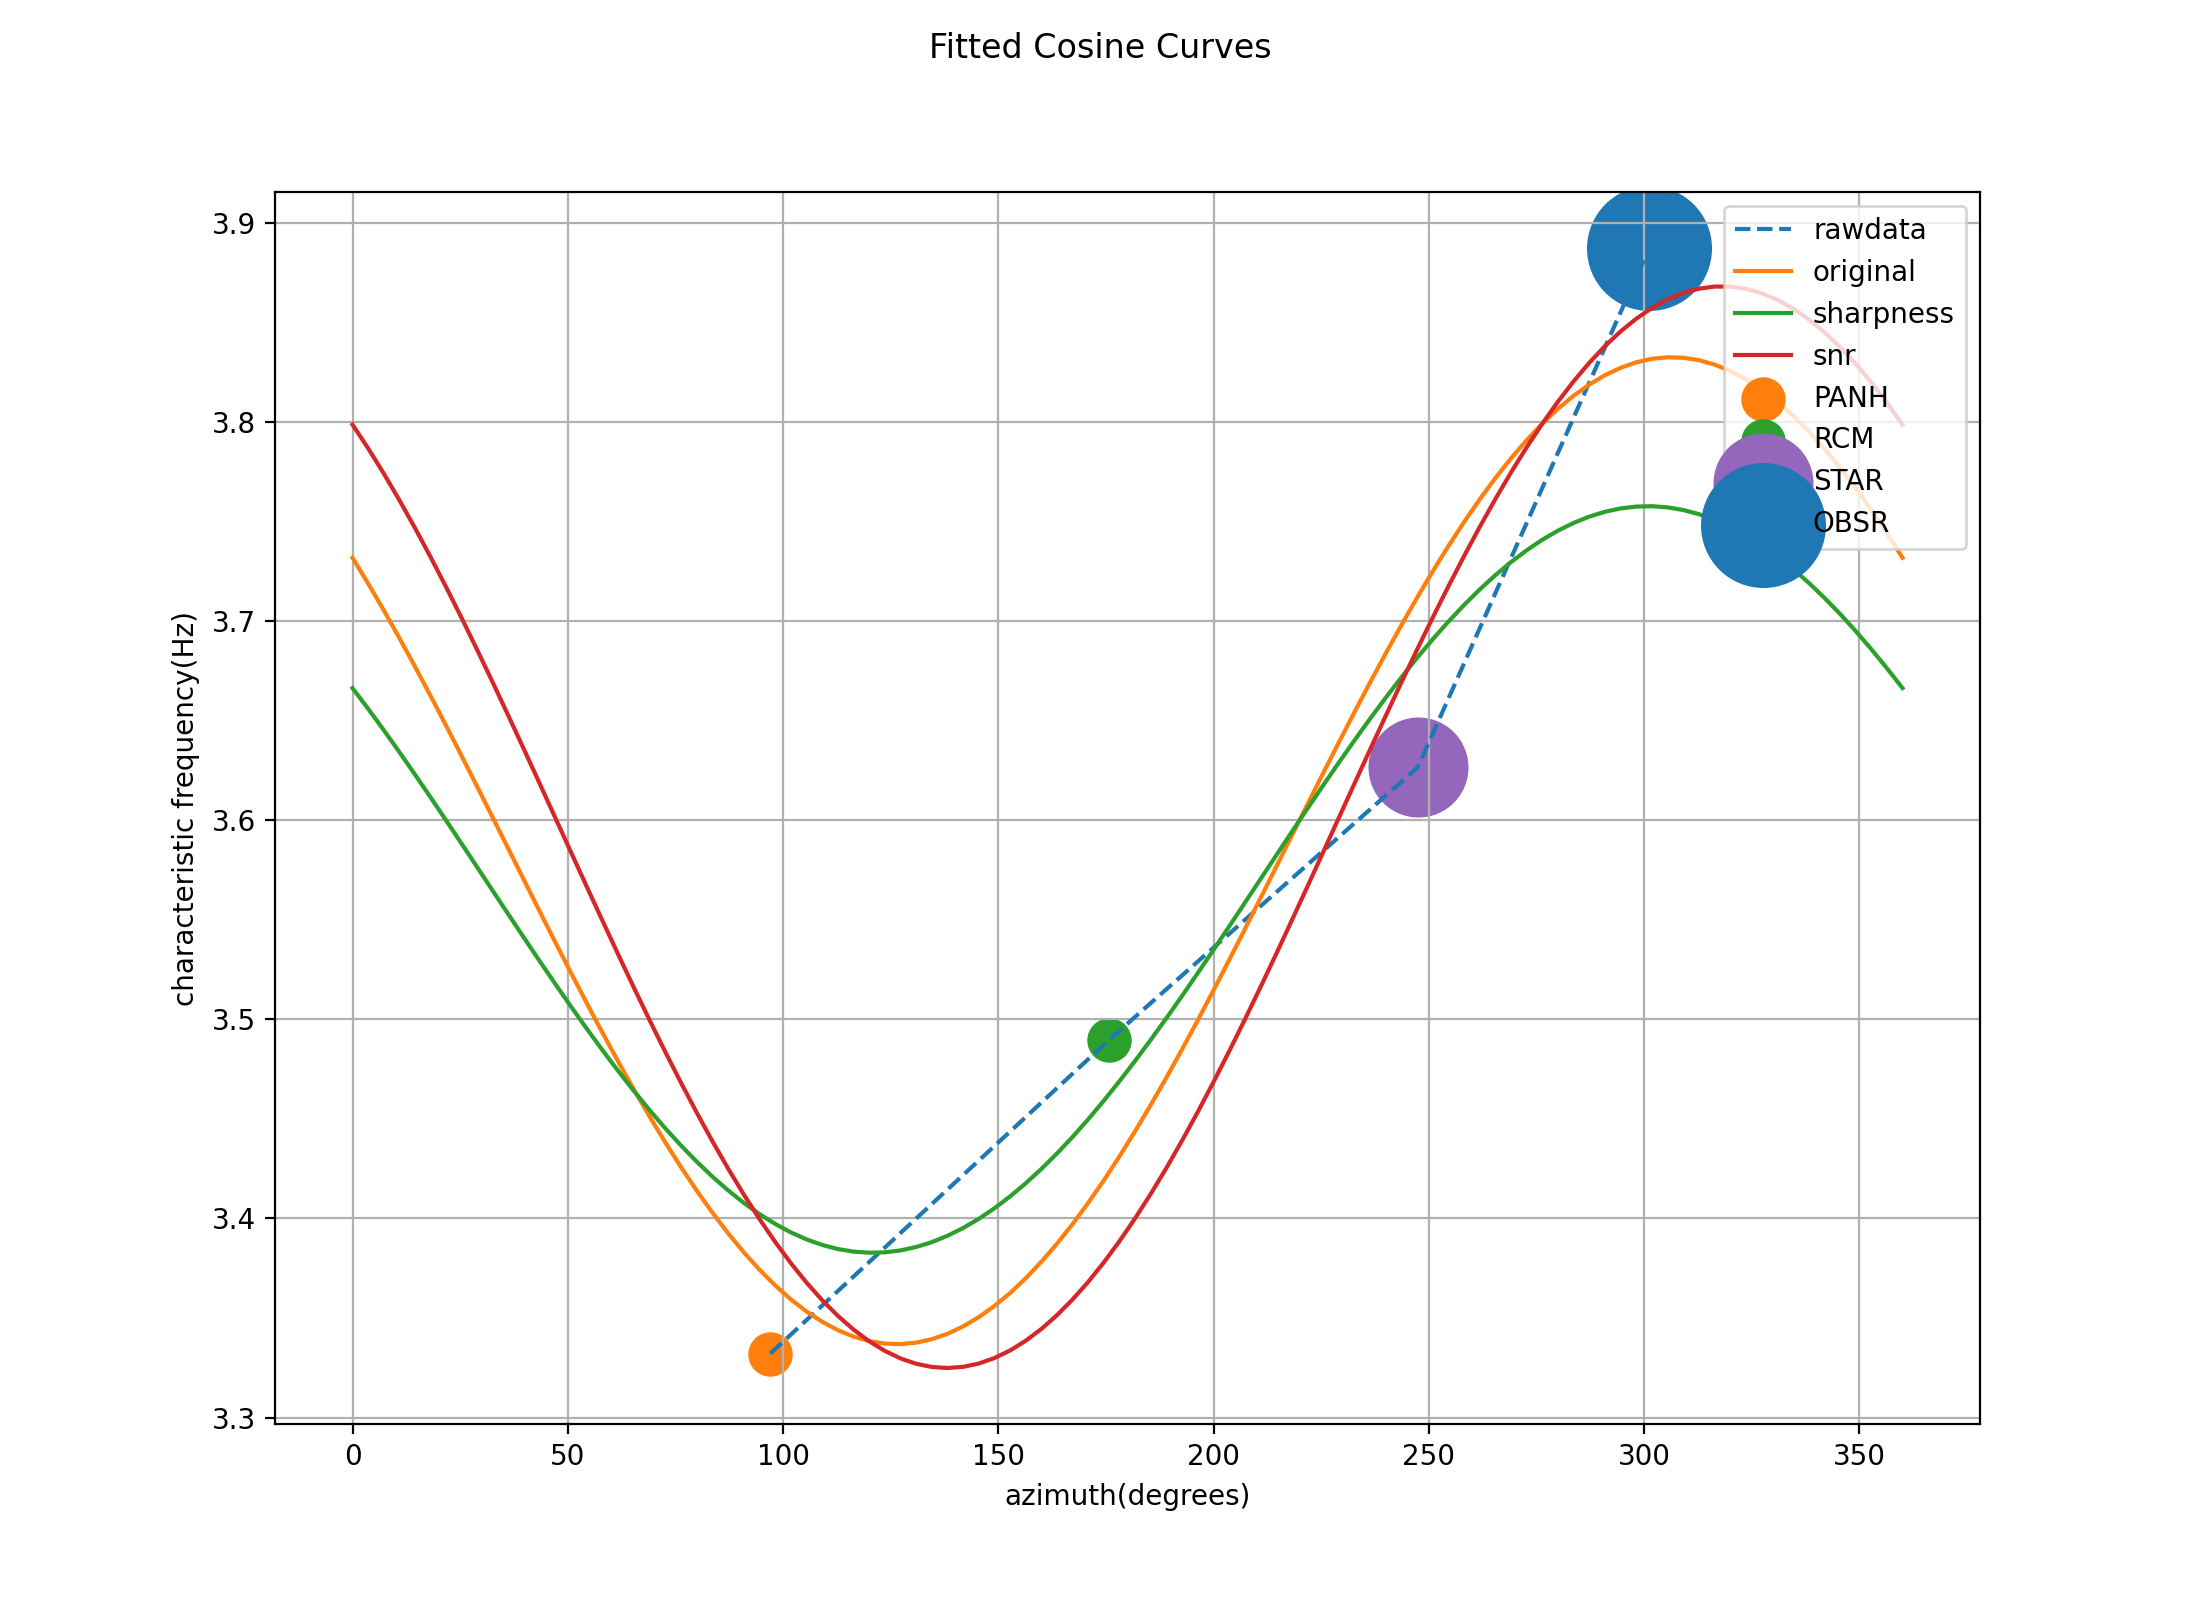 Fitted Cosine Curves
3.9
3.8
3.7
3.6
3.5
3.4
3.3
characteristic frequency(Hz)
rawdata
original
sharpness
snr
PANH
RCM
STAR
OBSR
0 50 100 150 200 250 300 350
azimuth(degrees)